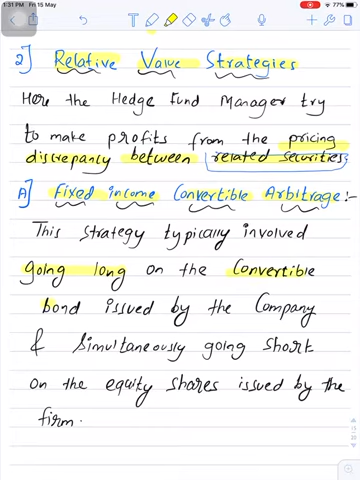 1:31 PM Fri 15 May
2] Relative Value Strategies
Here the Hedge Fund Manager try
to make profits from the pricing
discrepancy between related securities
A] Fixed income Convertible Arbitrage :-
This strategy typically involved
going long on the Convertible
bond issued by the Company
& Simultaneously going short
on the equity shares issued by the
firm.